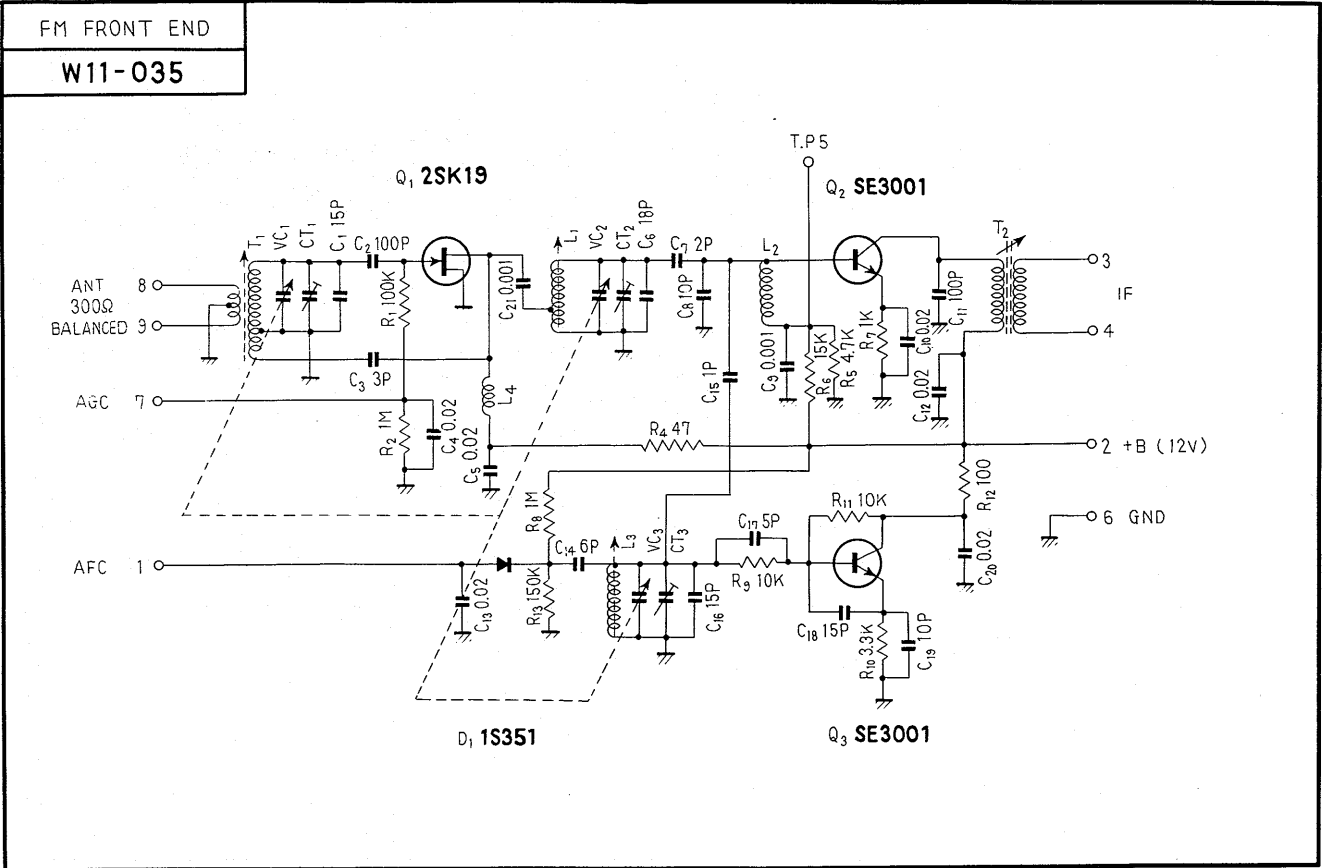 FM FRONT END
W11-035
T.P 5
Q1 2SK19
Q2 SE3001
T1
VC1
CT1
C1 15P
C2 100P
R1 100K
C21 0.001
L1
VC2
CT2
C6 18P
C7 2P
C8 10P
L2
T2
C11 100P
ANT
300Ω
BALANCED
8
9
3
IF
4
C3 3P
L4
C15 1P
C9 0.001
R6 15K
R5 4.7K
R7 1K
C10 0.02
C12 0.02
AGC 7
R2 1M
C4 0.02
C5 0.02
R4 47
2 +B (12V)
R8 1M
R12 100
R11 10K
6 GND
AFC 1
C13 0.02
R13 150K
C14 6P
L3
VC3
CT3
C16 15P
C17 5P
R9 10K
C18 15P
R10 3.3K
C19 10P
C20 0.02
D1 1S351
Q3 SE3001